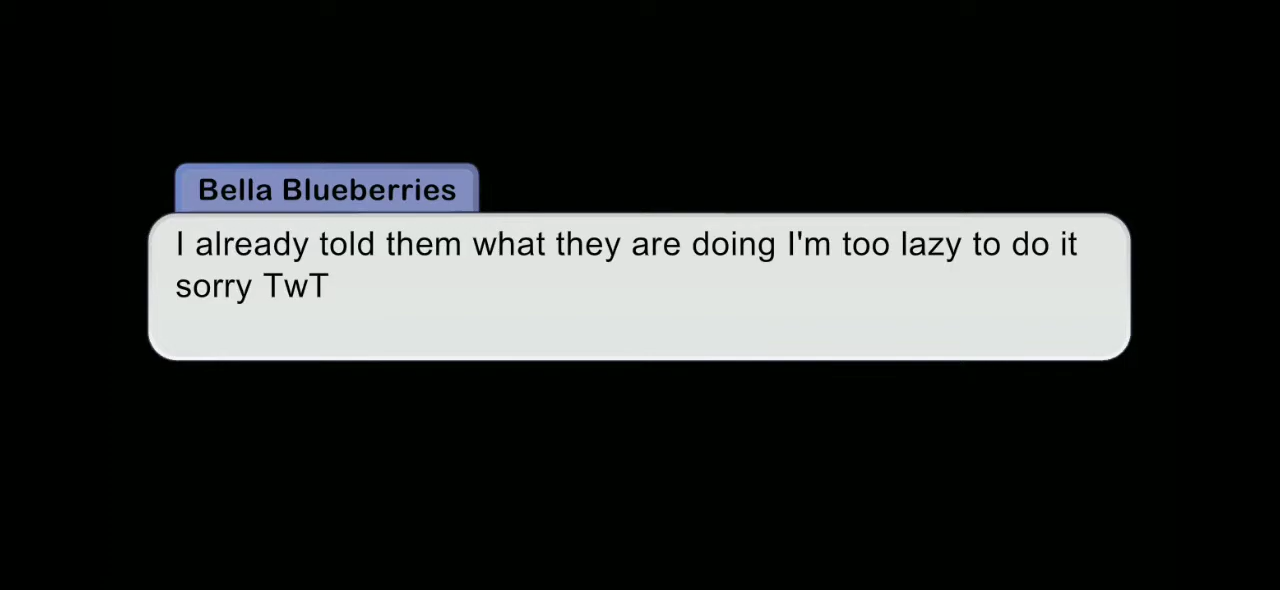 Bella Blueberries
I already told them what they are doing I'm too lazy to do it
sorry TwT